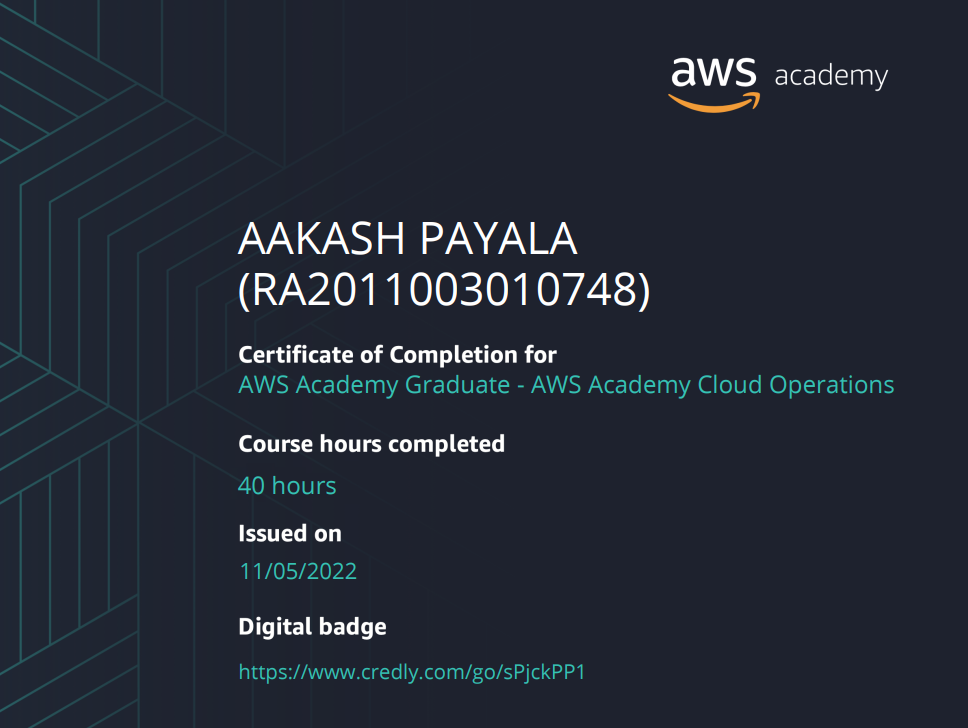 aws academy
AAKASH PAYALA
(RA2011003010748)
Certificate of Completion for
AWS Academy Graduate - AWS Academy Cloud Operations
Course hours completed
40 hours
Issued on
11/05/2022
Digital badge
https://www.credly.com/go/sPjckPP1